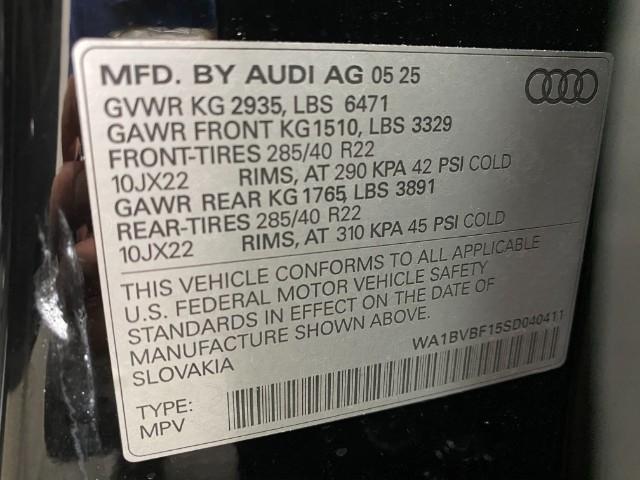 MFD. BY AUDI AG 05 25
GVWR KG 2935, LBS 6471
GAWR FRONT KG1510, LBS 3329
FRONT-TIRES 285/40 R22
10JX22 RIMS, AT 290 KPA 42 PSI COLD
GAWR REAR KG 1765, LBS 3891
REAR-TIRES 285/40 R22
10JX22 RIMS, AT 310 KPA 45 PSI COLD
THIS VEHICLE CONFORMS TO ALL APPLICABLE
U.S. FEDERAL MOTOR VEHICLE SAFETY
STANDARDS IN EFFECT ON THE DATE OF
MANUFACTURE SHOWN ABOVE.
SLOVAKIA
WA1BVBF15SD040411
TYPE:
MPV